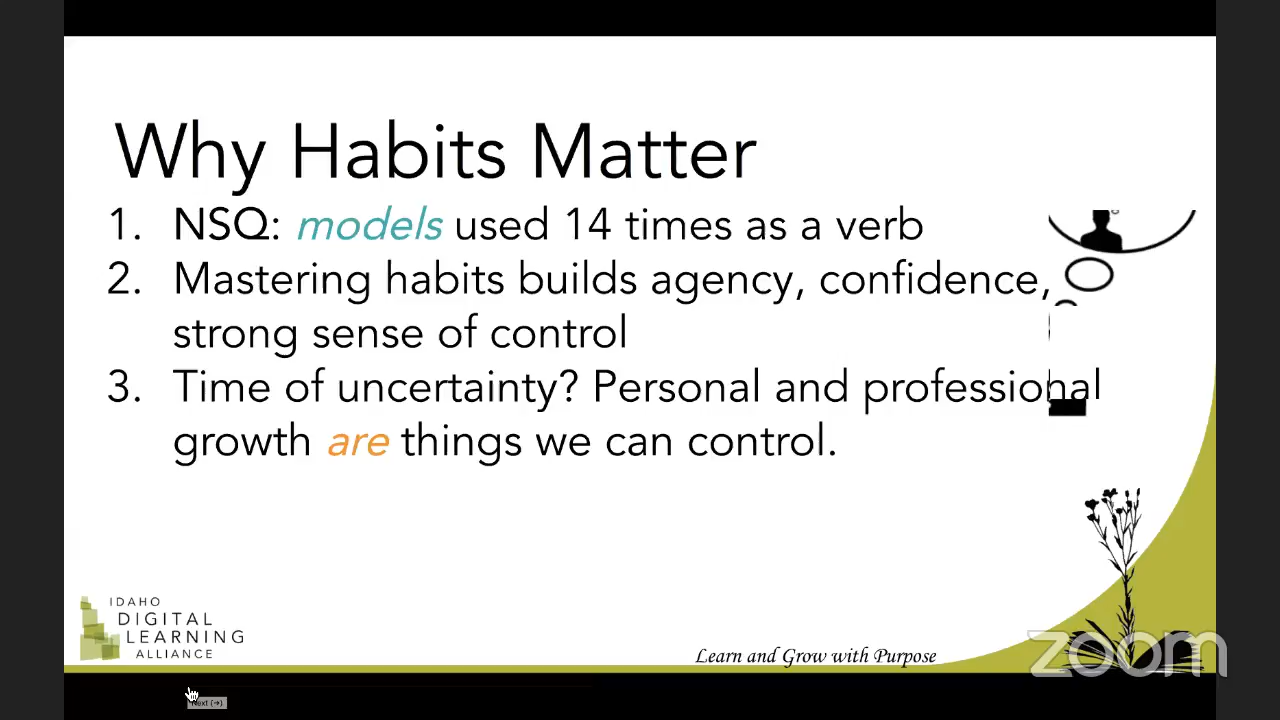 Why Habits Matter
1. NSQ: models used 14 times as a verb
2. Mastering habits builds agency, confidence,
strong sense of control
3. Time of uncertainty? Personal and professional
growth are things we can control.
IDAHO
DIGITAL
LEARNING
ALLIANCE
Learn and Grow with Purpose
zoom
Next (→)